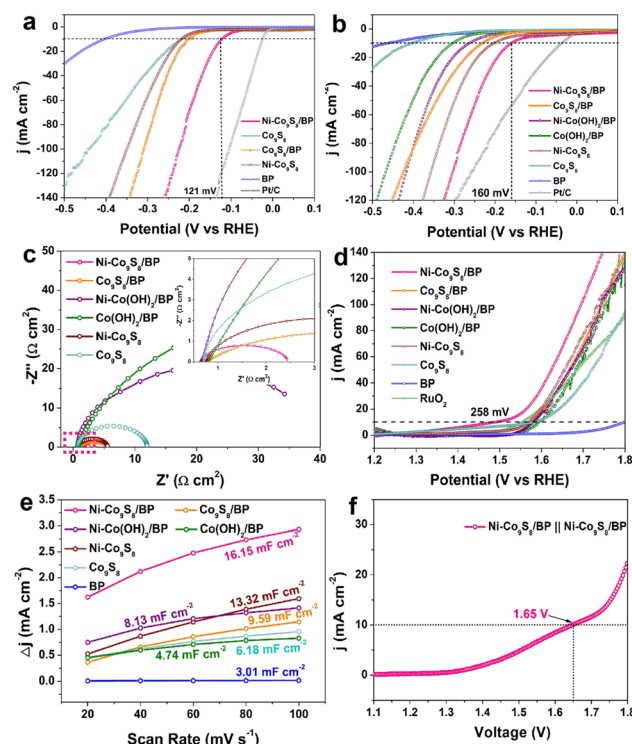 a
j (mA cm⁻²)
0
-20
-40
-60
-80
-100
-120
-140
-0.5 -0.4 -0.3 -0.2 -0.1 0.0 0.1
Potential (V vs RHE)
121 mV
Ni-Co₉S₈/BP
Co₉S₈
Co₉S₈/BP
Ni-Co₉S₈
BP
Pt/C
b
j (mA cm⁻²)
0
-20
-40
-60
-80
-100
-120
-0.5 -0.4 -0.3 -0.2 -0.1 0.0 0.1
Potential (V vs RHE)
160 mV
Ni-Co₉S₈/BP
Co₉S₈/BP
Ni-Co(OH)₂/BP
Co(OH)₂/BP
Ni-Co₉S₈
Co₉S₈
BP
Pt/C
c
-Z'' (Ω cm²)
50
40
30
20
10
0
0 10 20 30 40
Z' (Ω cm²)
Ni-Co₉S₈/BP
Co₉S₈/BP
Ni-Co(OH)₂/BP
Co(OH)₂/BP
Ni-Co₉S₈
Co₉S₈
-Z'' (Ω cm²)
5
4
3
2
1
0
0 1 2 3
Z' (Ω cm²)
d
j (mA cm⁻²)
140
120
100
80
60
40
20
0
1.2 1.3 1.4 1.5 1.6 1.7 1.8
Potential (V vs RHE)
258 mV
Ni-Co₉S₈/BP
Co₉S₈/BP
Ni-Co(OH)₂/BP
Co(OH)₂/BP
Ni-Co₉S₈
Co₉S₈
BP
RuO₂
e
Δj (mA cm⁻²)
3.5
3.0
2.5
2.0
1.5
1.0
0.5
0.0
20 40 60 80 100
Scan Rate (mV s⁻¹)
Ni-Co₉S₈/BP Co₉S₈/BP
Ni-Co(OH)₂/BP Co(OH)₂/BP
Ni-Co₉S₈
Co₉S₈
BP
16.15 mF cm⁻²
13.32 mF cm⁻²
8.13 mF cm⁻²
9.59 mF cm⁻²
4.74 mF cm⁻²
6.18 mF cm⁻²
3.01 mF cm⁻²
f
j (mA cm⁻²)
30
20
10
0
1.1 1.2 1.3 1.4 1.5 1.6 1.7 1.8
Voltage (V)
Ni-Co₉S₈/BP || Ni-Co₉S₈/BP
1.65 V